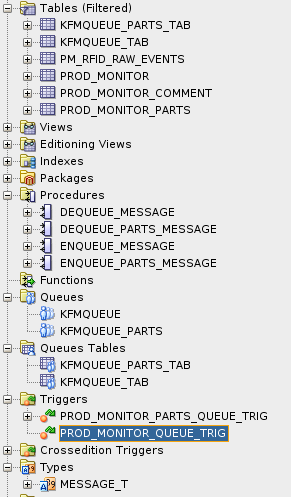 Tables (Filtered)
KFMQUEUE_PARTS_TAB
KFMQUEUE_TAB
PM_RFID_RAW_EVENTS
PROD_MONITOR
PROD_MONITOR_COMMENT
PROD_MONITOR_PARTS
Views
Editioning Views
Indexes
Packages
Procedures
DEQUEUE_MESSAGE
DEQUEUE_PARTS_MESSAGE
ENQUEUE_MESSAGE
ENQUEUE_PARTS_MESSAGE
Functions
Queues
KFMQUEUE
KFMQUEUE_PARTS
Queues Tables
KFMQUEUE_PARTS_TAB
KFMQUEUE_TAB
Triggers
PROD_MONITOR_PARTS_QUEUE_TRIG
PROD_MONITOR_QUEUE_TRIG
Crossedition Triggers
Types
MESSAGE_T